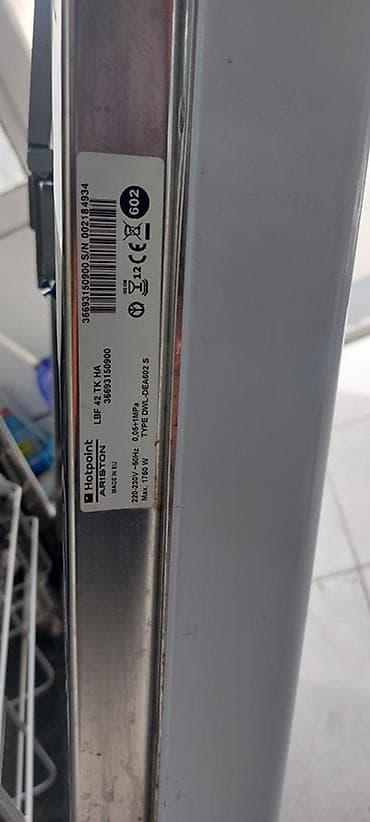 Hotpoint
ARISTON
MADE IN EU
LBF 42 TK HA
36693150900
220-230V ~50Hz 0,05÷1MPa
Max. 1750 W TYPE DWL-DEA602 S
36693150900 S/N 002184934
12
602